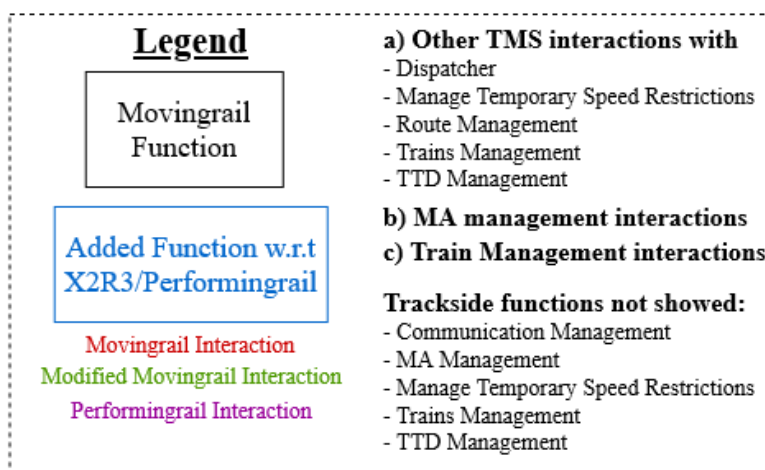 Legend
Movingrail
Function
Added Function w.r.t
X2R3/Performingrail
Movingrail Interaction
Modified Movingrail Interaction
Performingrail Interaction
a) Other TMS interactions with
- Dispatcher
- Manage Temporary Speed Restrictions
- Route Management
- Trains Management
- TTD Management
b) MA management interactions
c) Train Management interactions
Trackside functions not showed:
- Communication Management
- MA Management
- Manage Temporary Speed Restrictions
- Trains Management
- TTD Management